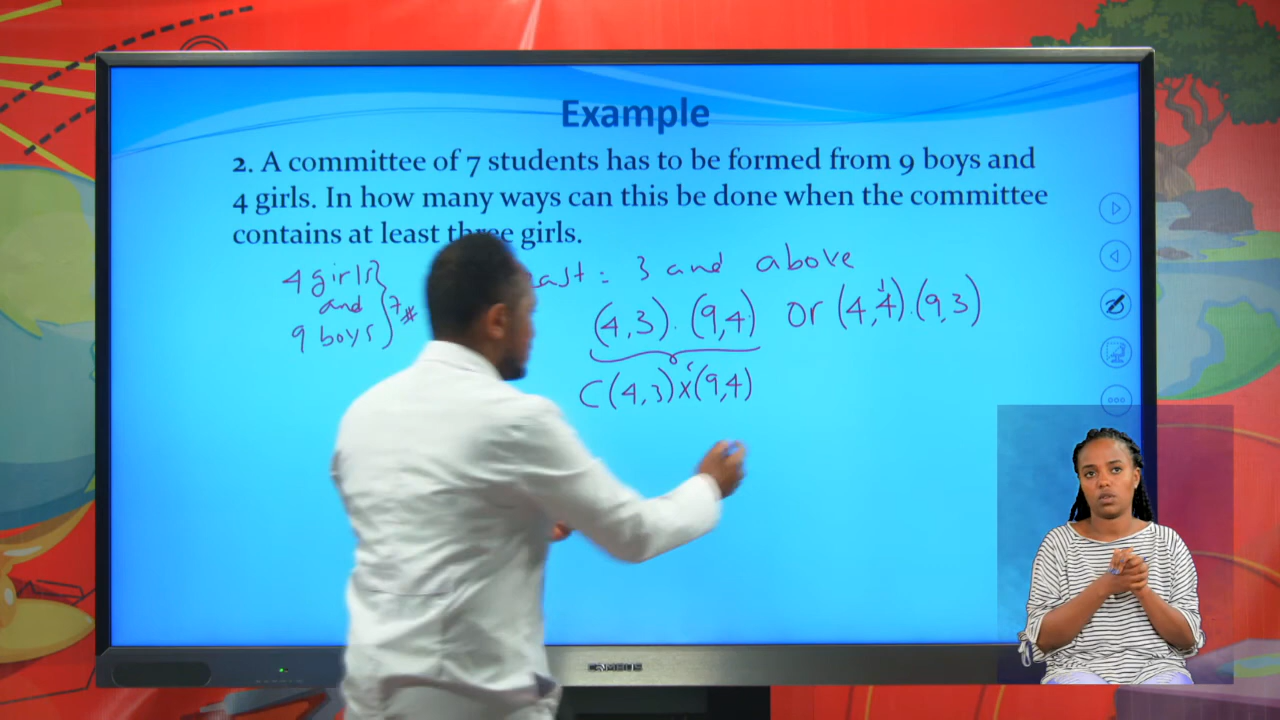 Example
2. A committee of 7 students has to be formed from 9 boys and
4 girls. In how many ways can this be done when the committee
contains at least three girls.
4 girls
and
9 boys
7#
: 3 and above
(4,3) . (9,4) or (4,4) . (9,3)
C(4,3)x(9,4)